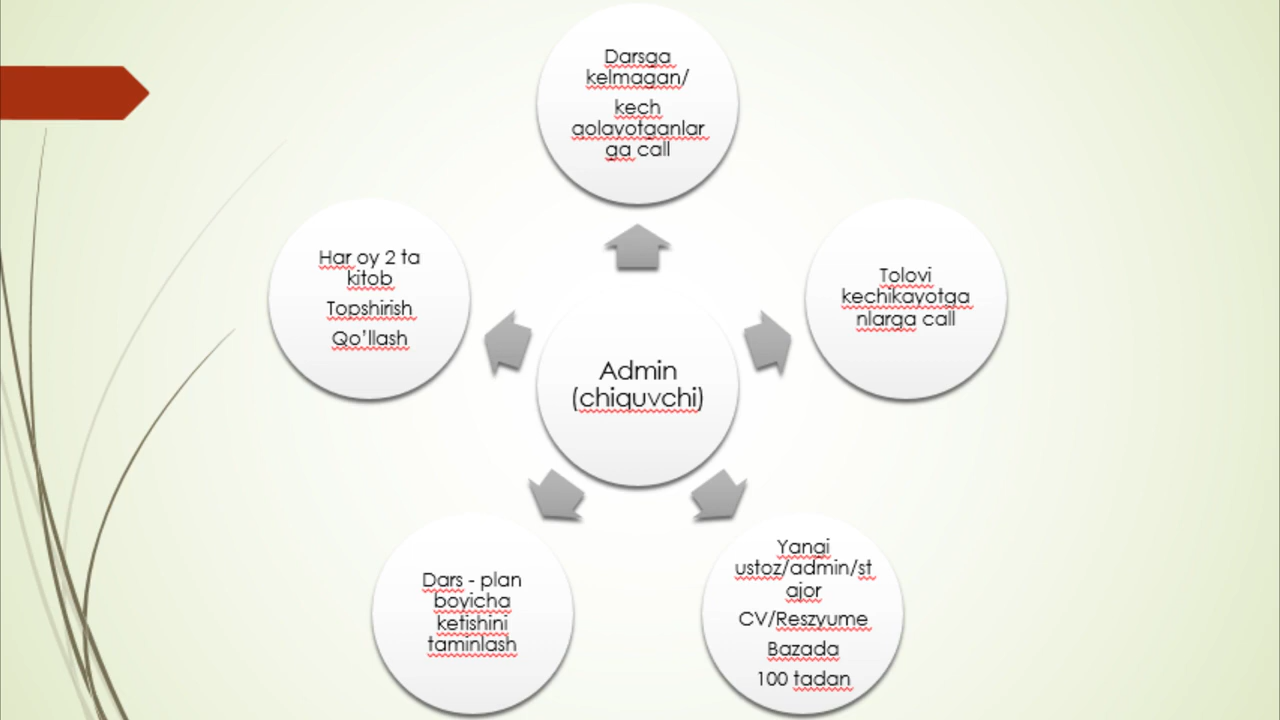 Darsga
kelmagan/
kech
qolayotganlar
ga call
Har oy 2 ta
kitob
Topshirish
Qo'llash
Tolovi
kechikayotga
nlarga call
Admin
(chiquvchi)
Dars - plan
boyicha
ketishini
taminlash
Yangi
ustoz/admin/st
ajor
CV/Reszyume
Bazada
100 tadan